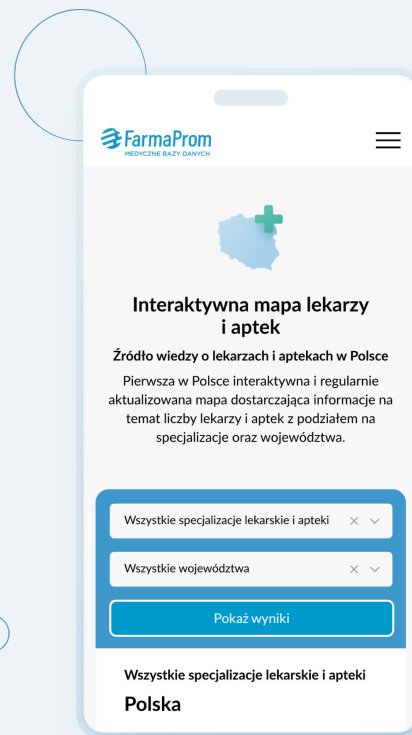 FarmaProm
MEDYCZNE BAZY DANYCH
Interaktywna mapa lekarzy
i aptek
Źródło wiedzy o lekarzach i aptekach w Polsce
Pierwsza w Polsce interaktywna i regularnie
aktualizowana mapa dostarczająca informacje na
temat liczby lekarzy i aptek z podziałem na
specjalizacje oraz województwa.
Wszystkie specjalizacje lekarskie i apteki
Wszystkie województwa
Pokaż wyniki
Wszystkie specjalizacje lekarskie i apteki
Polska